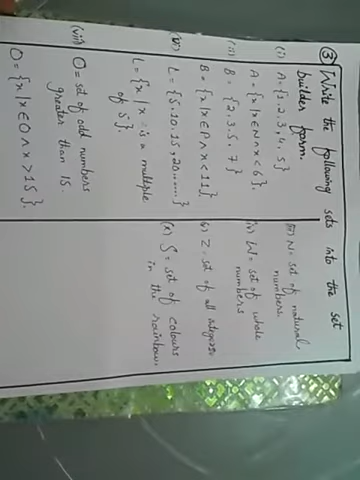 ③ Write the following sets into the set
builder form.
(i) A = {1, 2, 3, 4, 5}
A = {x | x ∈ N ∧ x < 6}.
(ii) B = {2, 3, 5, 7}
B = {x | x ∈ P ∧ x < 11}
(vi) L = {5, 10, 15, 20.......}
L = {x | x is a multiple
of 5}.
(vii) O = set of odd numbers
greater than 15.
O = {x | x ∈ O ∧ x > 15}.
(iii) N = set of natural
numbers.
iv) W = set of whole
numbers
v) Z = set of all integers.
(x) S = set of colours
in the rainbow.